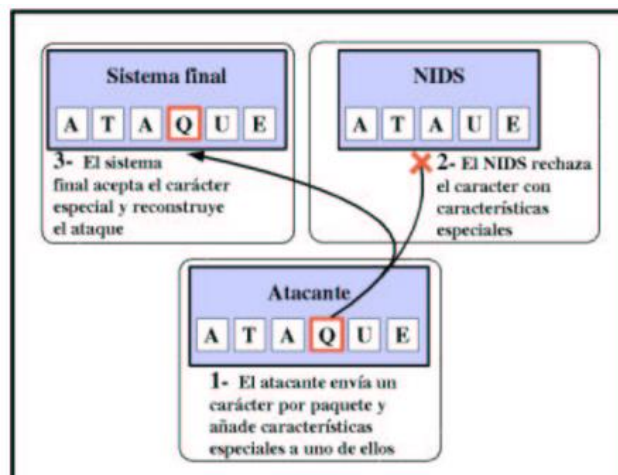 Sistema final
A T A Q U E
3- El sistema
final acepta el carácter
especial y reconstruye
el ataque
NIDS
A T A U E
2- El NIDS rechaza
el caracter con
características
especiales
Atacante
A T A Q U E
1- El atacante envía un
carácter por paquete y
añade características
especiales a uno de ellos